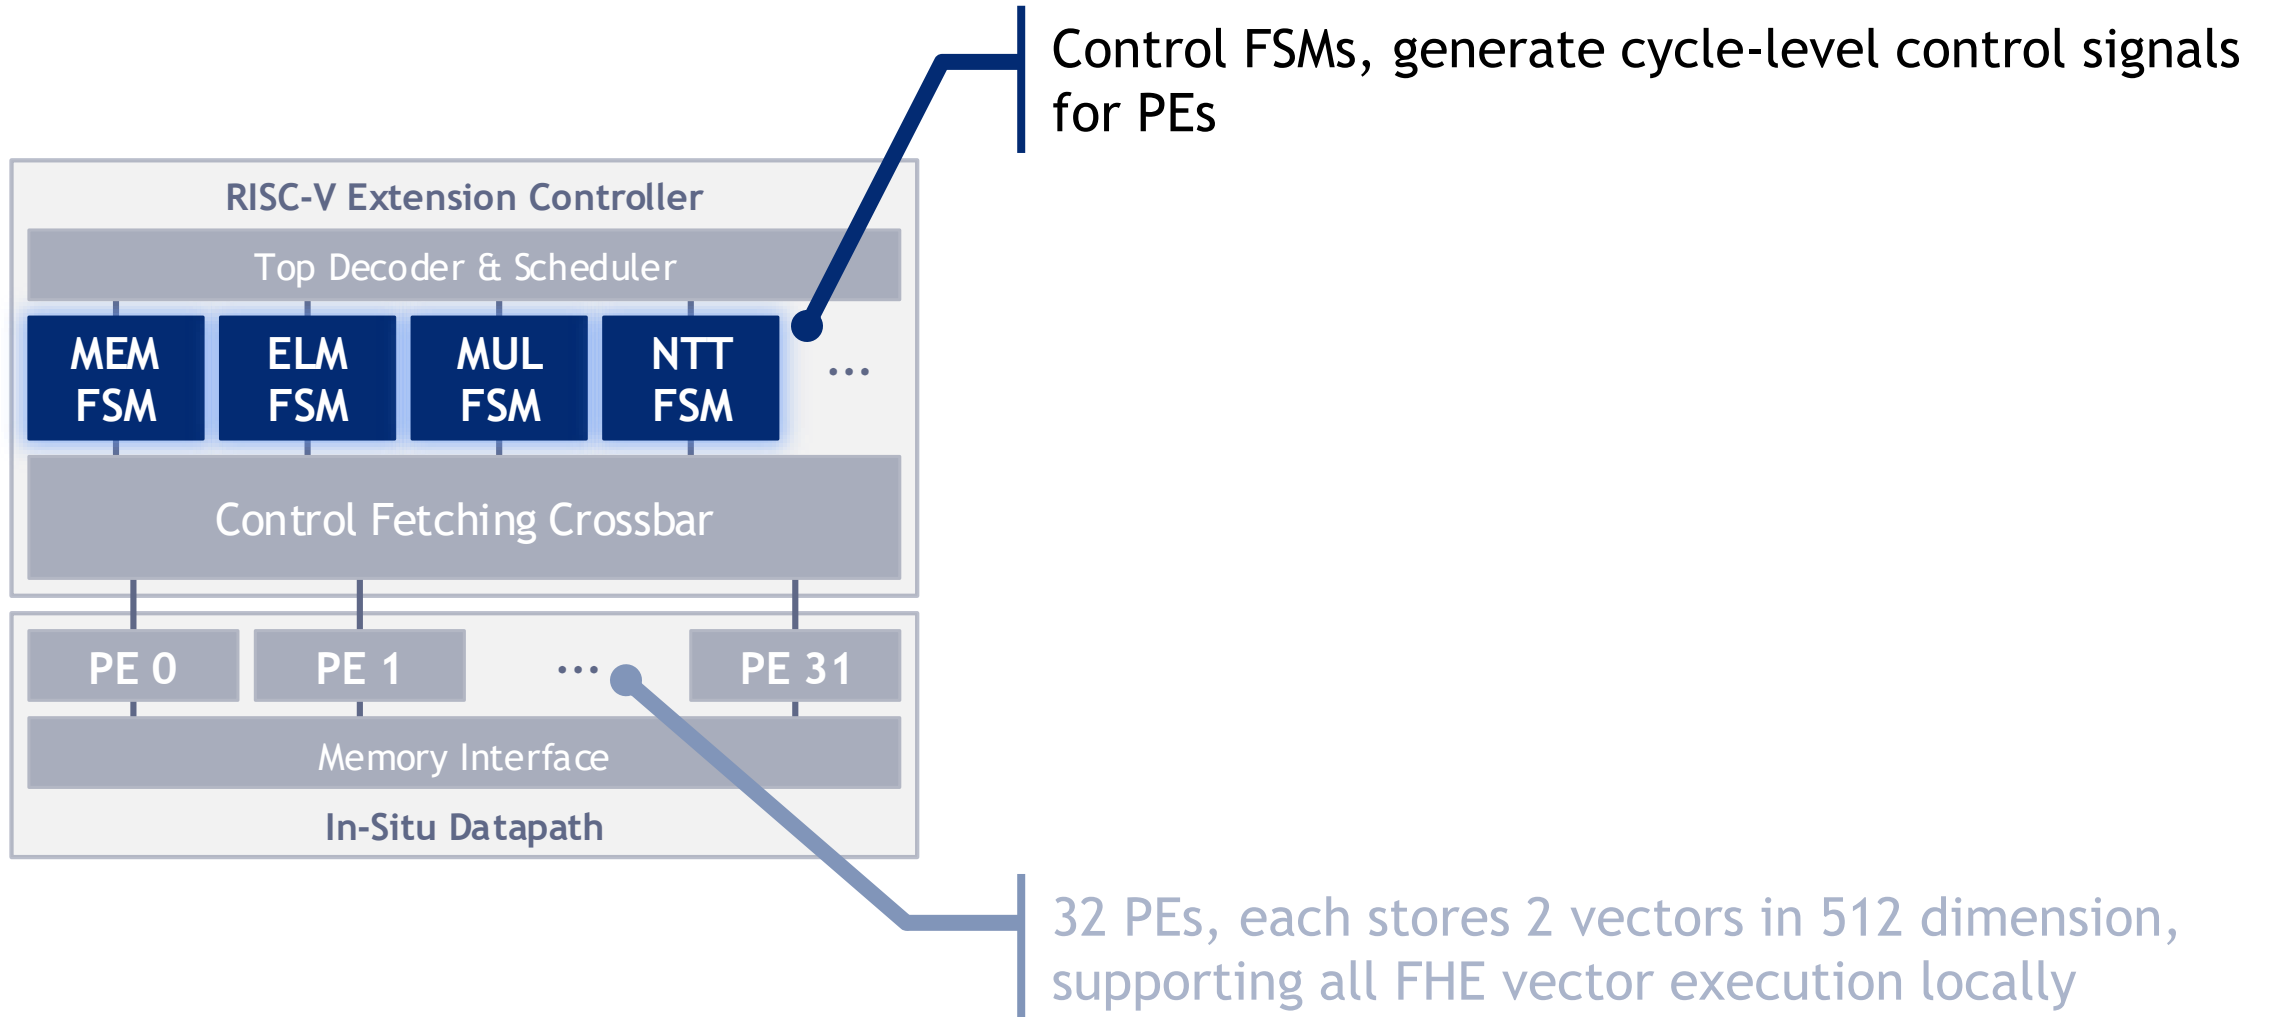 Control FSMs, generate cycle-level control signals
for PEs
RISC-V Extension Controller
Top Decoder & Scheduler
MEM
FSM
ELM
FSM
MUL
FSM
NTT
FSM
...
Control Fetching Crossbar
PE 0
PE 1
...
PE 31
Memory Interface
In-Situ Datapath
32 PEs, each stores 2 vectors in 512 dimension,
supporting all FHE vector execution locally